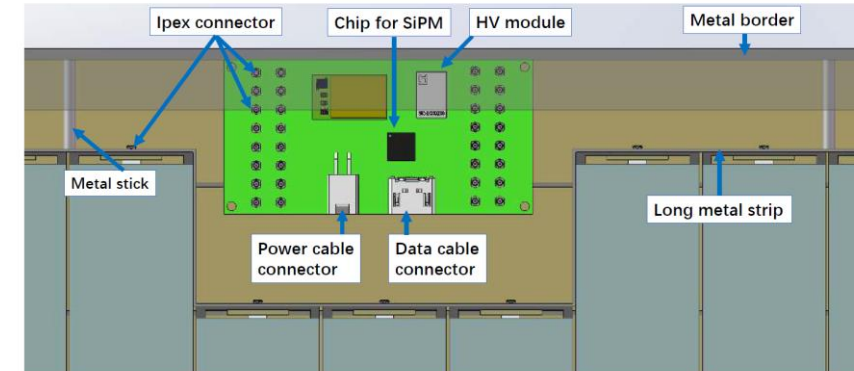 Ipex connector
Chip for SiPM
HV module
Metal border
Metal stick
Long metal strip
Power cable
connector
Data cable
connector